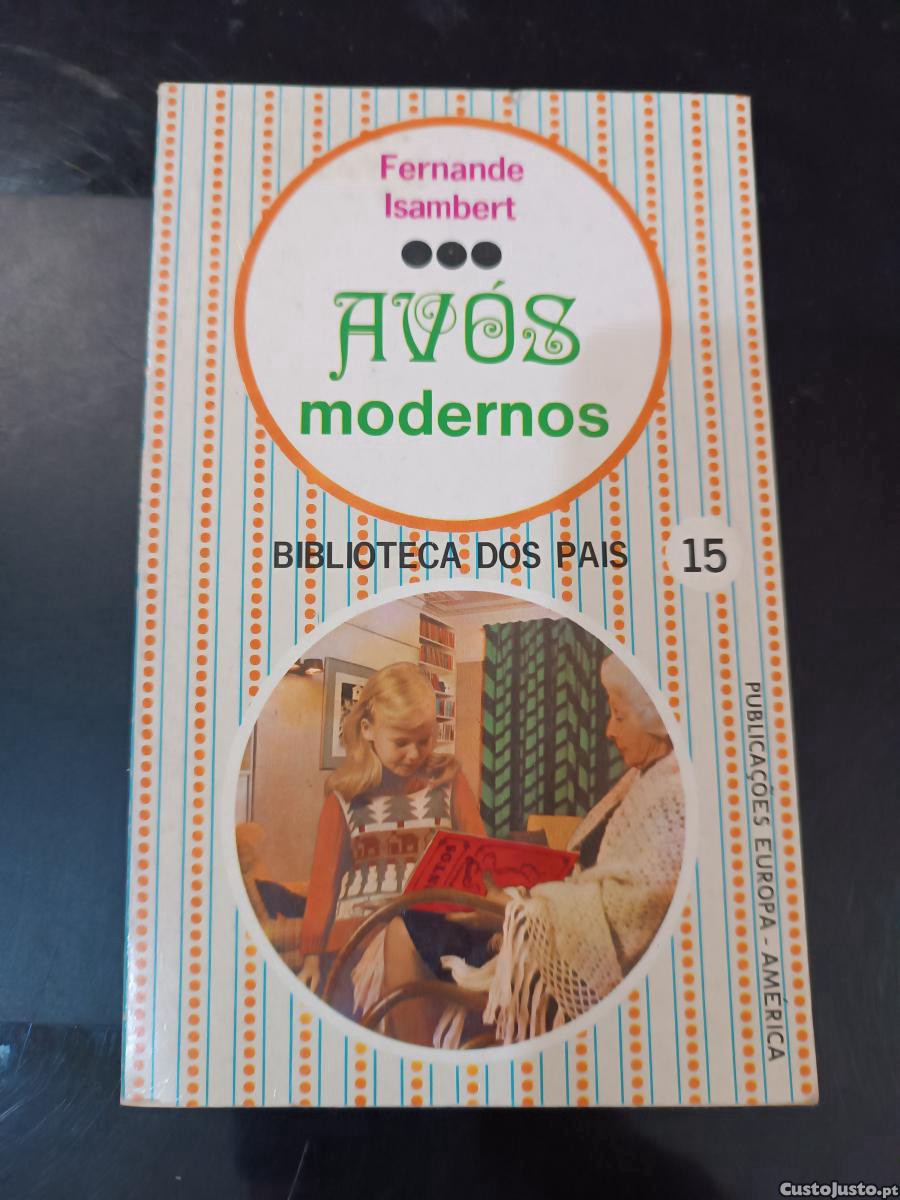 Fernande
Isambert
AVÓS
modernos
BIBLIOTECA DOS PAIS 15
PUBLICAÇÕES EUROPA - AMÉRICA
CustoJusto.pt